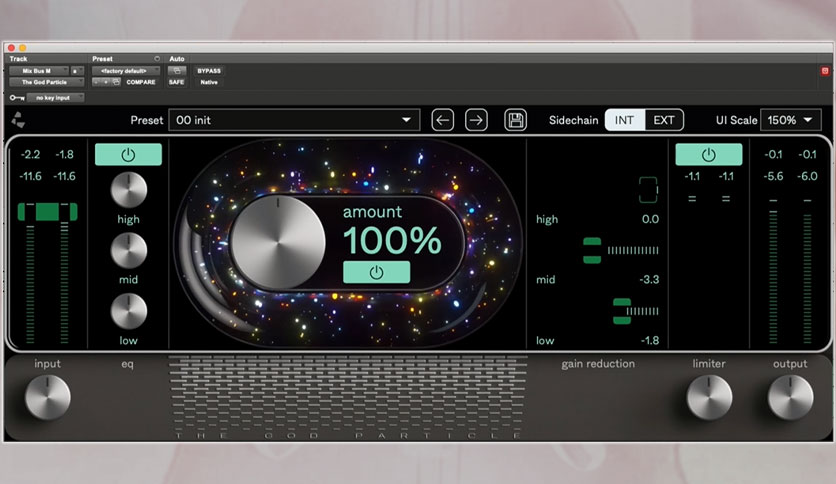 Track
Preset
Auto
Mix Bus M
a
<factory default>
BYPASS
The God Particle
- +
COMPARE
SAFE
Native
no key input
Preset
00 init
Sidechain
INT
EXT
UI Scale
150%
-2.2 -1.8
-11.6 -11.6
high
mid
low
amount
100%
high
0.0
mid
-3.3
low
-1.8
-1.1 -1.1
-0.1 -0.1
-5.6 -6.0
input
eq
gain reduction
limiter
output
THE GOD PARTICLE